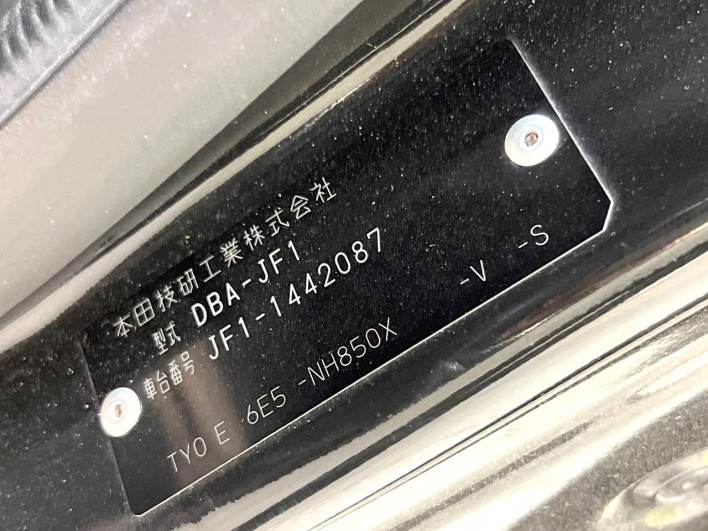 本田技研工業株式会社
型式 DBA-JF1
車台番号 JF1-1442087
TY0 E 6E5 -NH850X -V -S